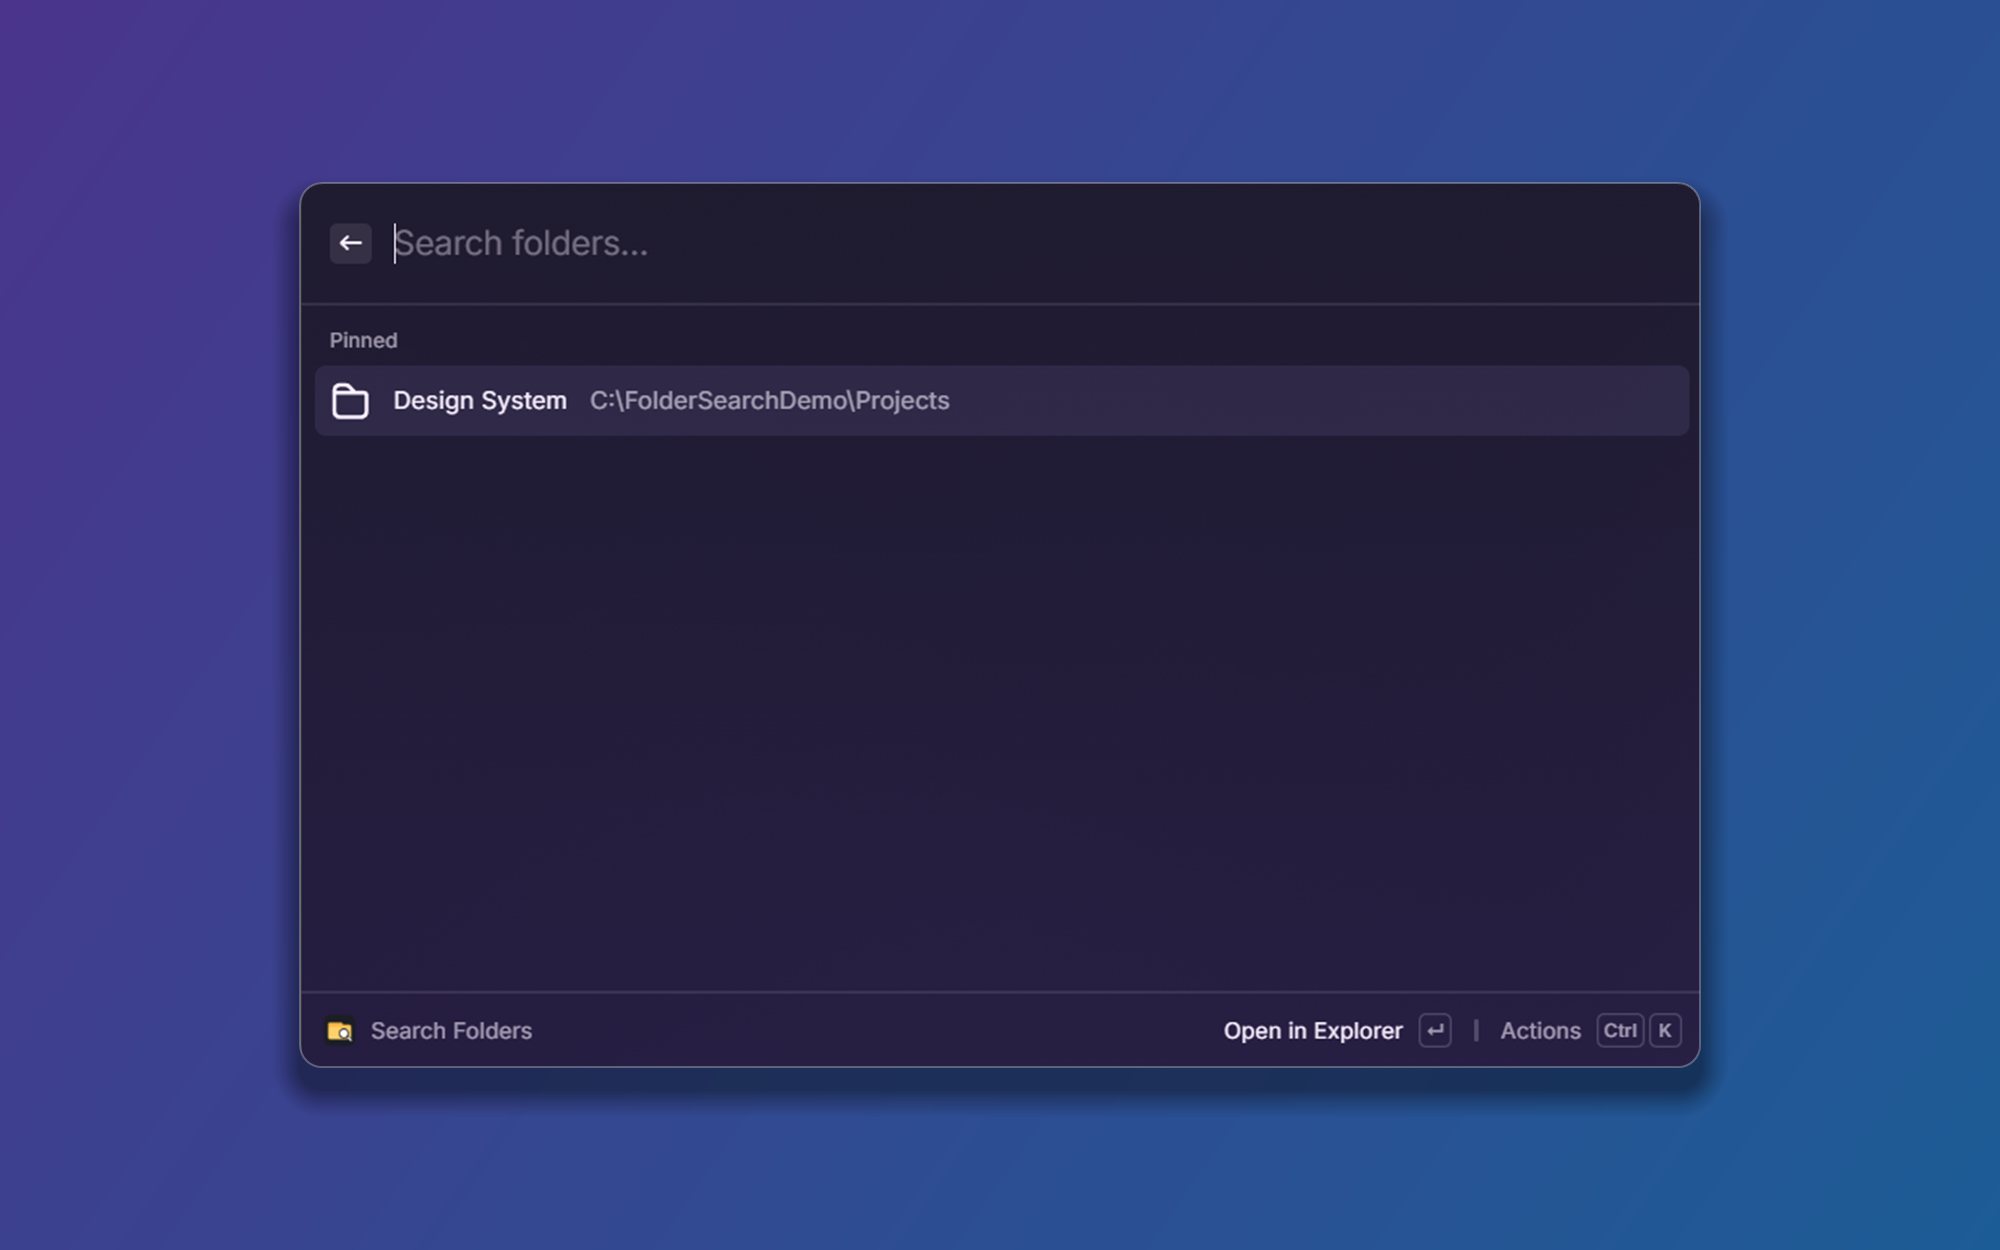 Search folders...
Pinned
Design System C:\FolderSearchDemo\Projects
Search Folders Open in Explorer Actions Ctrl K